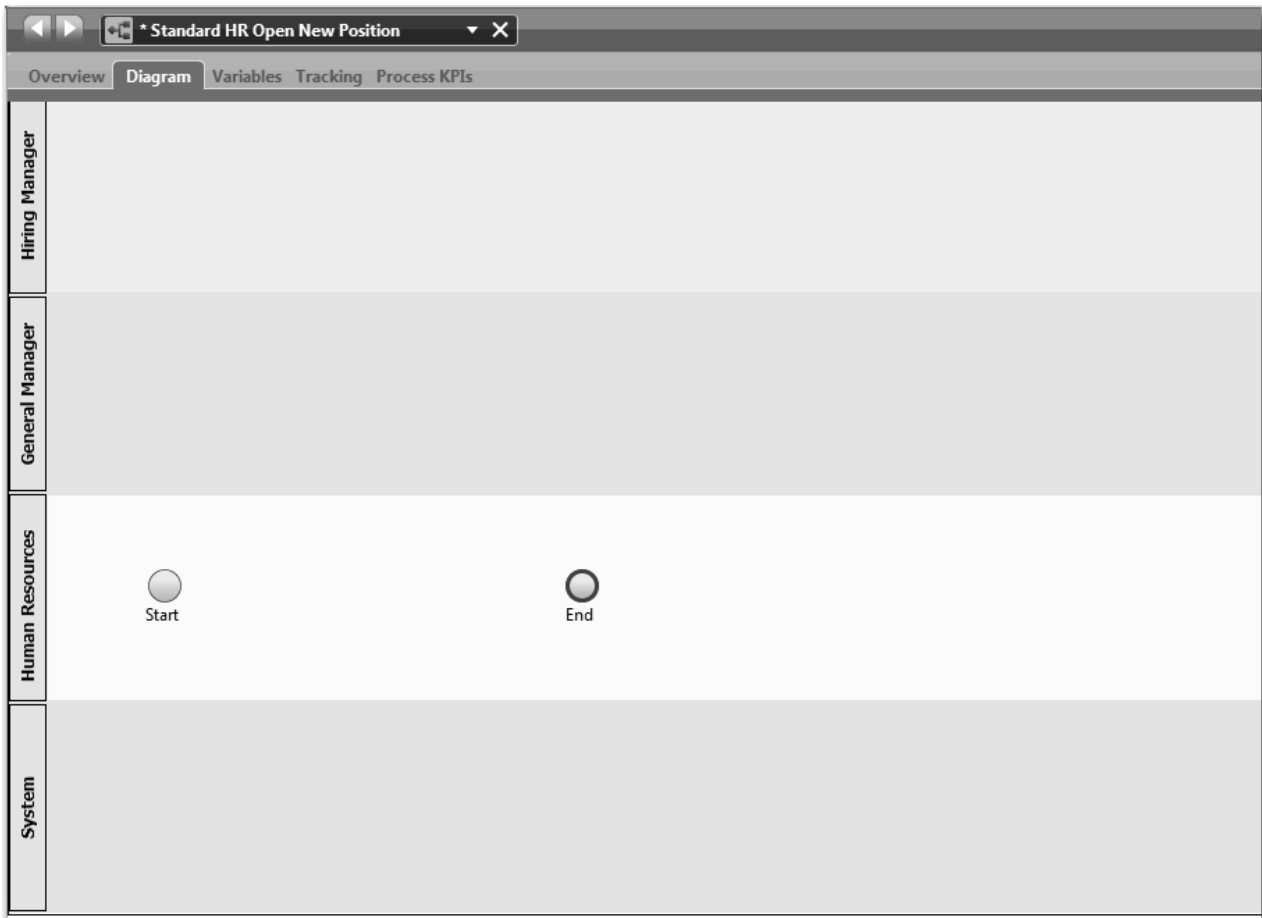 * Standard HR Open New Position
Overview Diagram Variables Tracking Process KPIs
Hiring Manager
General Manager
Human Resources
Start End
System